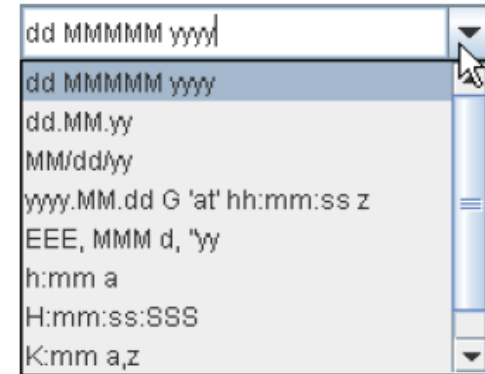 dd MMMMM yyyy
dd MMMMM yyyy
dd.MM.yy
MM/dd/yy
yyyy.MM.dd G 'at' hh:mm:ss z
EEE, MMM d, ''yy
h:mm a
H:mm:ss:SSS
K:mm a,z